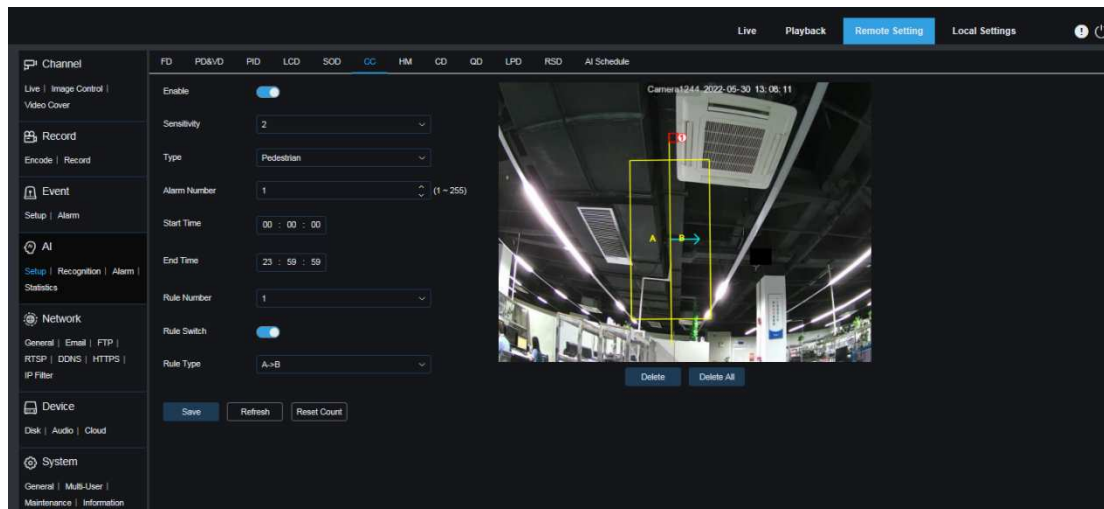 Live Playback Remote Setting Local Settings
Channel
Live | Image Control |
Video Cover
Record
Encode | Record
Event
Setup | Alarm
AI
Setup | Recognition | Alarm |
Statistics
Network
General | Email | FTP |
RTSP | DDNS | HTTPS |
IP Filter
Device
Disk | Audio | Cloud
System
General | Multi-User |
Maintenance | Information
FD PD&VD PID LCD SOD CC HM CD QD LPD RSD AI Schedule
Enable
Sensitivity 2
Type Pedestrian
Alarm Number 1 (1 ~ 255)
Start Time 00 : 00 : 00
End Time 23 : 59 : 59
Rule Number 1
Rule Switch
Rule Type A->B
Save Refresh Reset Count
Camera1244 2022-05-30 13:08:11
1
A B
Delete Delete All